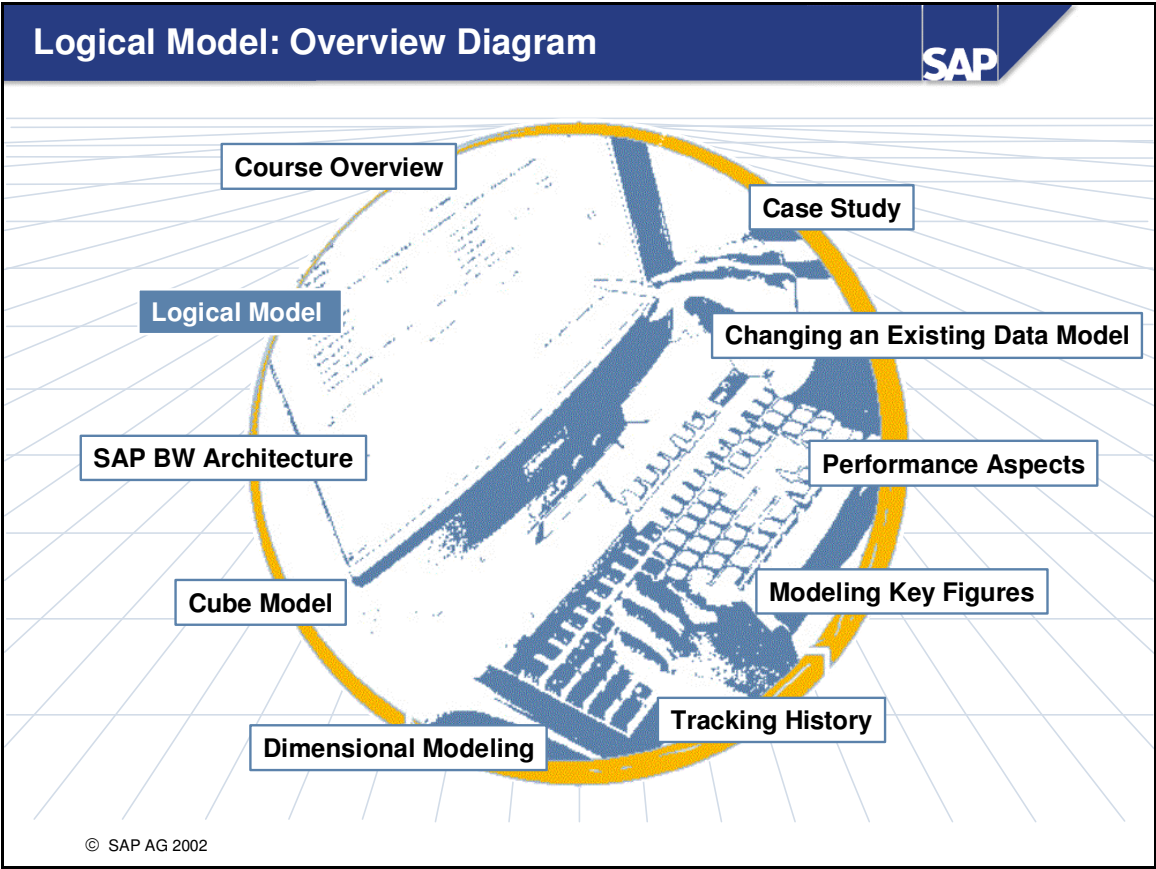 Logical Model: Overview Diagram
SAP
Course Overview
Case Study
Logical Model
Changing an Existing Data Model
SAP BW Architecture
Performance Aspects
Cube Model
Modeling Key Figures
Tracking History
Dimensional Modeling
© SAP AG 2002